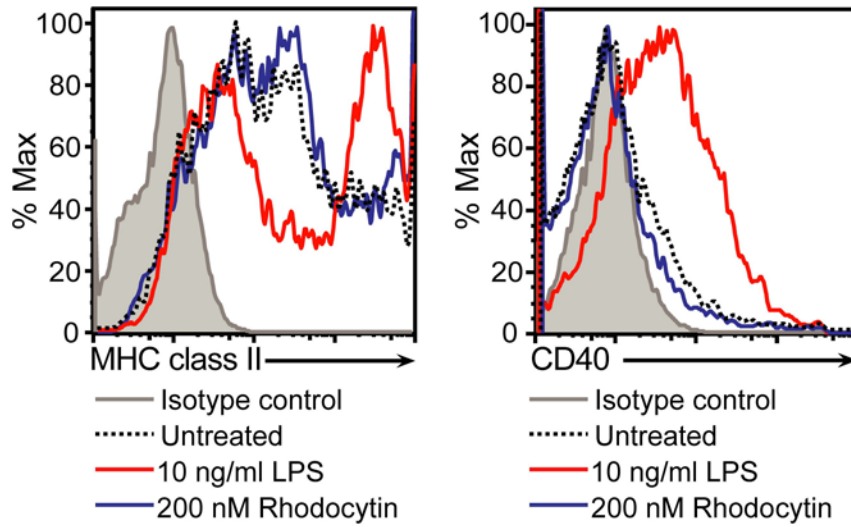 % Max
100
80
60
40
20
0
MHC class II
Isotype control
Untreated
10 ng/ml LPS
200 nM Rhodocytin
% Max
100
80
60
40
20
0
CD40
Isotype control
Untreated
10 ng/ml LPS
200 nM Rhodocytin